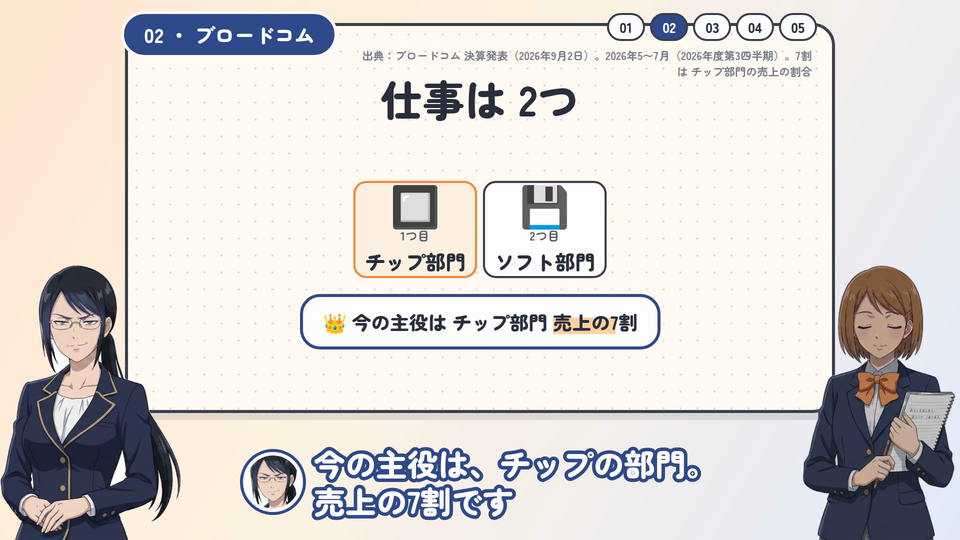 02 ・ ブロードコム
01 02 03 04 05
出典：ブロードコム 決算発表（2026年9月2日）。2026年5〜7月（2026年度第3四半期）。7割
は チップ部門の売上の割合
仕事は 2つ
1つ目
チップ部門
2つ目
ソフト部門
今の主役は チップ部門 売上の7割
今の主役は、チップの部門。
売上の7割です